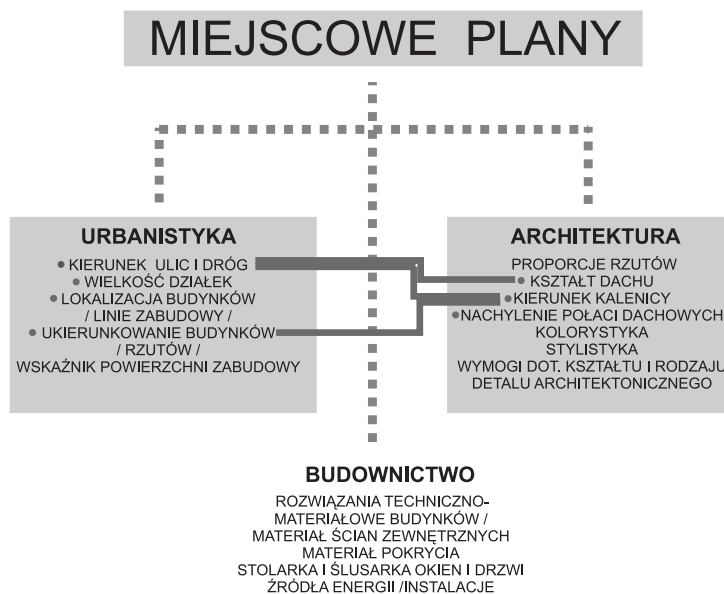 MIEJSCOWE PLANY
URBANISTYKA
• KIERUNEK ULIC I DRÓG
• WIELKOŚĆ DZIAŁEK
• LOKALIZACJA BUDYNKÓW
/ LINIE ZABUDOWY /
• UKIERUNKOWANIE BUDYNKÓW
/ RZUTÓW /
WSKAŹNIK POWIERZCHNI ZABUDOWY
ARCHITEKTURA
PROPORCJE RZUTÓW
• KSZTAŁT DACHU
• KIERUNEK KALENICY
• NACHYLENIE POŁACI DACHOWYCH
KOLORYSTYKA
STYLISTYKA
WYMOGI DOT. KSZTAŁTU I RODZAJU
DETALU ARCHITEKTONICZNEGO
BUDOWNICTWO
ROZWIĄZANIA TECHNICZNO-
MATERIAŁOWE BUDYNKÓW /
MATERIAŁ ŚCIAN ZEWNĘTRZNYCH
MATERIAŁ POKRYCIA
STOLARKA I ŚLUSARKA OKIEN I DRZWI
ŹRÓDŁA ENERGII /INSTALACJE